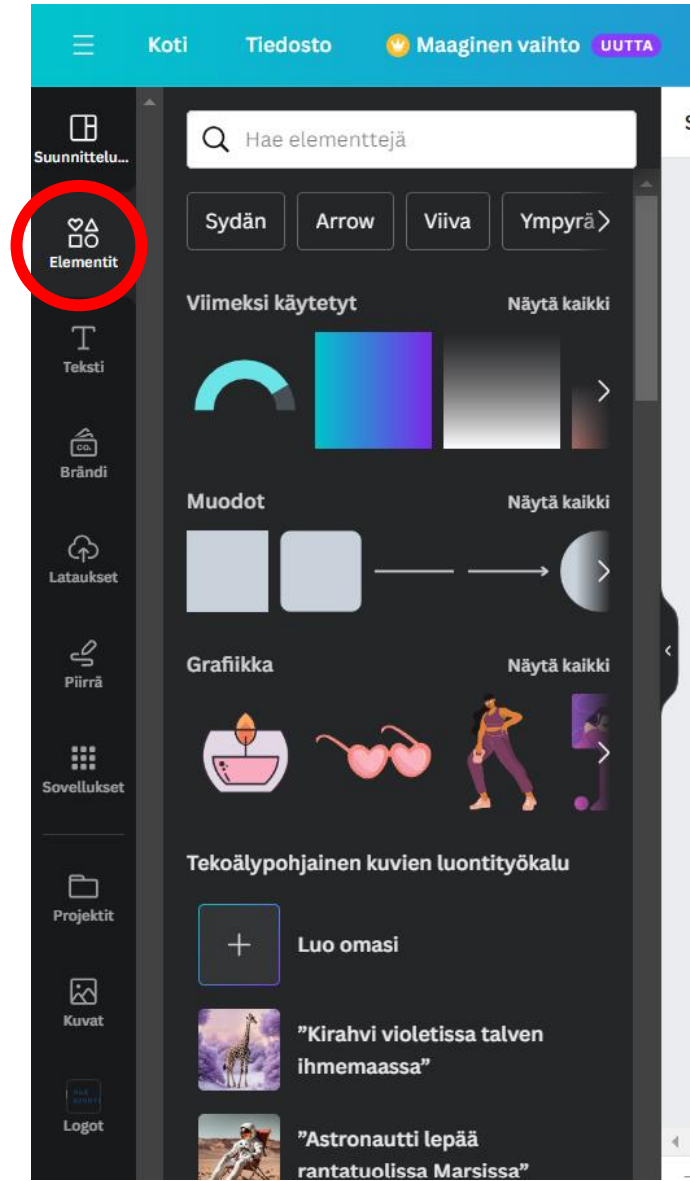 Koti Tiedosto Maaginen vaihto UUTTA
Suunnittelu...
Elementit
Teksti
CO.
Brändi
Lataukset
Piirrä
Sovellukset
Projektit
Kuvat
Logot
Hae elementtejä
Sydän Arrow Viiva Ympyrä
Viimeksi käytetyt Näytä kaikki
Muodot Näytä kaikki
Grafiikka Näytä kaikki
Tekoälypohjainen kuvien luontityökalu
Luo omasi
”Kirahvi violetissa talven
ihmemaassa”
”Astronautti lepää
rantatuolissa Marsissa”